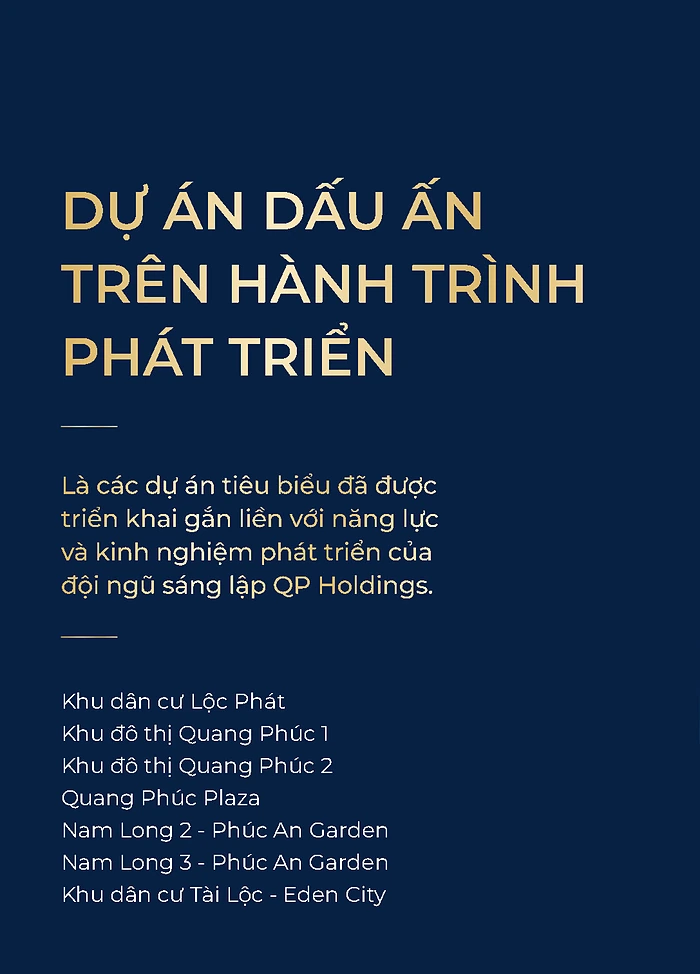 DỰ ÁN DẤU ẤN
TRÊN HÀNH TRÌNH
PHÁT TRIỂN
Là các dự án tiêu biểu đã được
triển khai gắn liền với năng lực
và kinh nghiệm phát triển của
đội ngũ sáng lập QP Holdings.
Khu dân cư Lộc Phát
Khu đô thị Quang Phúc 1
Khu đô thị Quang Phúc 2
Quang Phúc Plaza
Nam Long 2 - Phúc An Garden
Nam Long 3 - Phúc An Garden
Khu dân cư Tài Lộc - Eden City